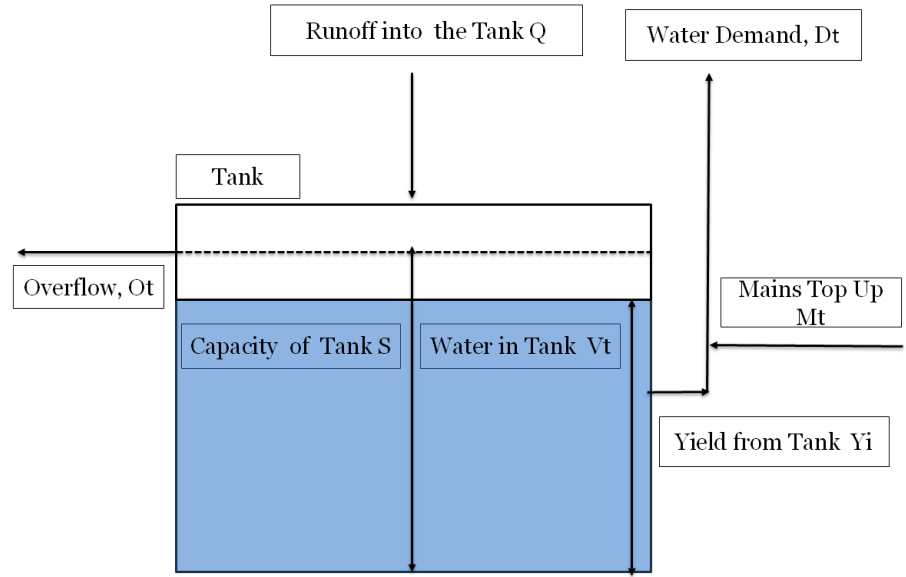 Runoff into the Tank Q
Water Demand, Dt
Tank
Overflow, Ot
Mains Top Up
Mt
Capacity of Tank S
Water in Tank Vt
Yield from Tank Yi